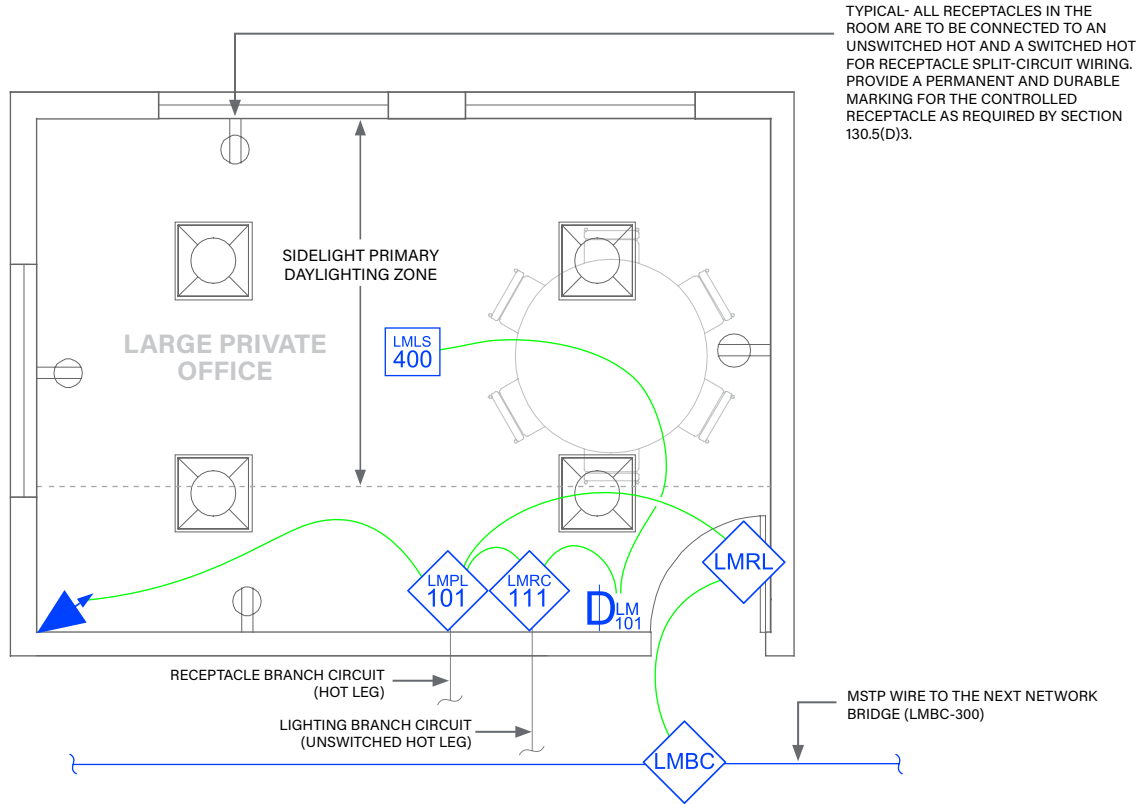 TYPICAL- ALL RECEPTACLES IN THE
ROOM ARE TO BE CONNECTED TO AN
UNSWITCHED HOT AND A SWITCHED HOT
FOR RECEPTACLE SPLIT-CIRCUIT WIRING.
PROVIDE A PERMANENT AND DURABLE
MARKING FOR THE CONTROLLED
RECEPTACLE AS REQUIRED BY SECTION
130.5(D)3.
SIDELIGHT PRIMARY
DAYLIGHTING ZONE
LARGE PRIVATE
OFFICE
LMLS
400
LMPL
101
LMRC
111
D
LM
101
LMRL
RECEPTACLE BRANCH CIRCUIT
(HOT LEG)
LIGHTING BRANCH CIRCUIT
(UNSWITCHED HOT LEG)
MSTP WIRE TO THE NEXT NETWORK
BRIDGE (LMBC-300)
LMBC